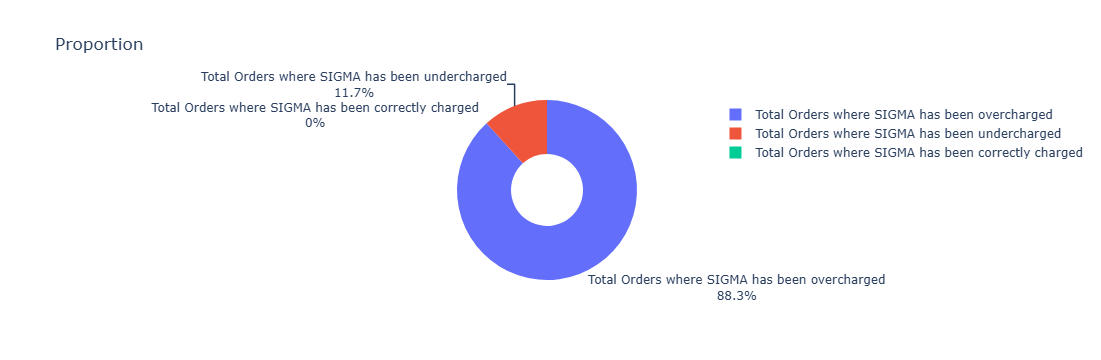 Proportion
Total Orders where SIGMA has been undercharged
11.7%
Total Orders where SIGMA has been correctly charged
0%
Total Orders where SIGMA has been overcharged
Total Orders where SIGMA has been undercharged
Total Orders where SIGMA has been correctly charged
Total Orders where SIGMA has been overcharged
88.3%